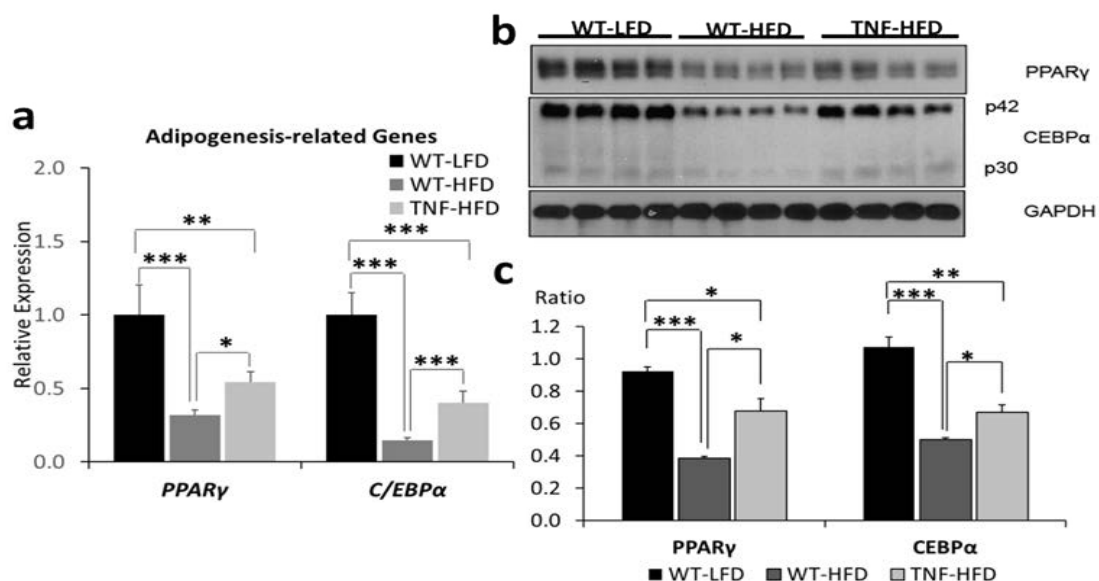 a
Adipogenesis-related Genes
WT-LFD
WT-HFD
TNF-HFD
Relative Expression
2.0
1.5
1.0
0.5
0.0
**
***
*
***
***
***
PPARγ
C/EBPα
b
WT-LFD WT-HFD TNF-HFD
PPARγ
p42
CEBPα
p30
GAPDH
c
Ratio
1.2
1.0
0.8
0.6
0.4
0.2
0.0
*
***
*
**
***
*
PPARγ CEBPα
WT-LFD WT-HFD TNF-HFD